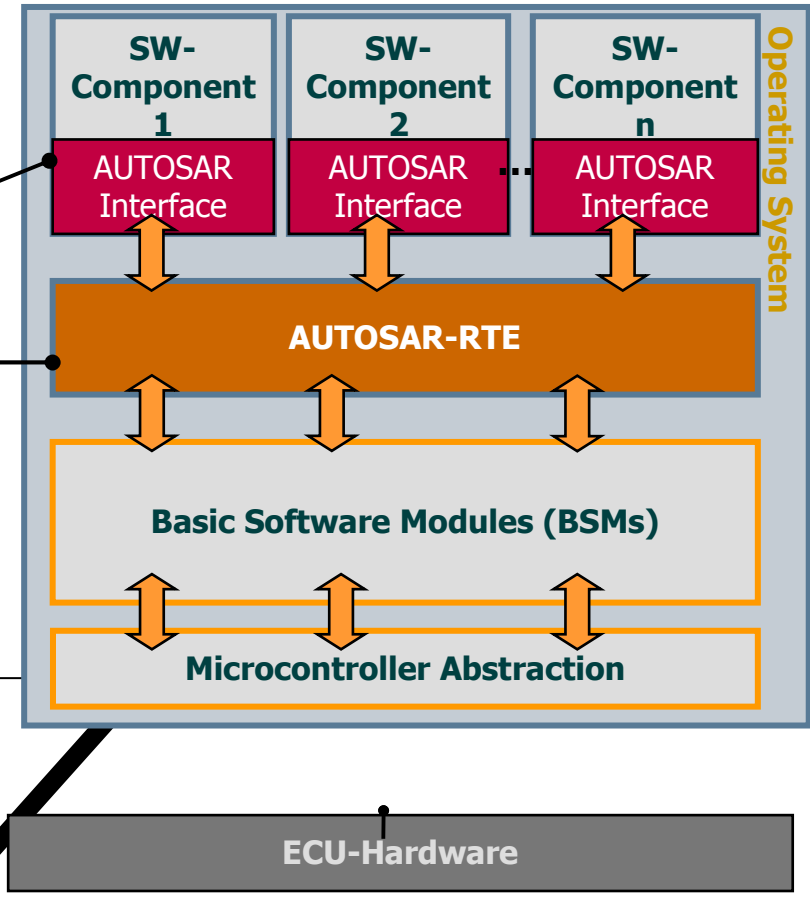 SW-
Component
1
SW-
Component
2
SW-
Component
n
AUTOSAR
Interface
AUTOSAR
Interface
...
AUTOSAR
Interface
Operating System
AUTOSAR-RTE
Basic Software Modules (BSMs)
Microcontroller Abstraction
ECU-Hardware